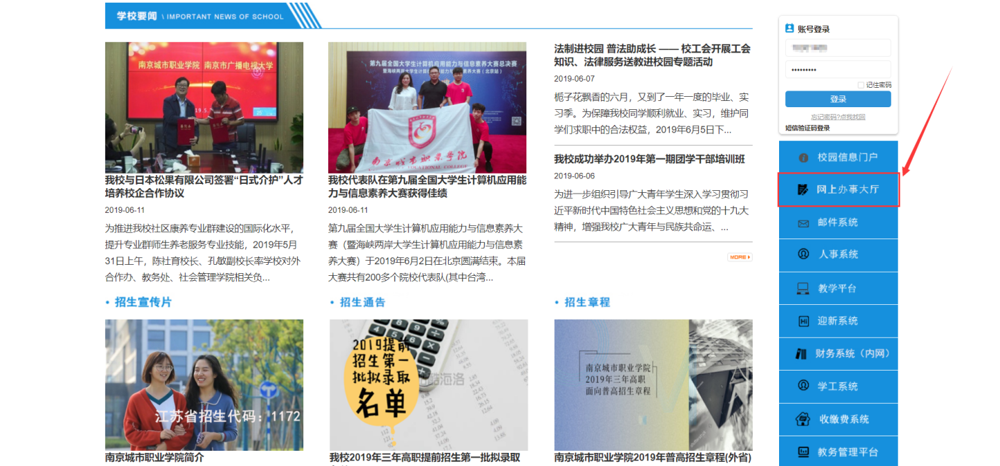 学校要闻 \ IMPORTANT NEWS OF SCHOOL
南京城市职业学院 南京市广播电视大学
我校与日本松果有限公司签署“日式介护”人才
培养校企合作协议
2019-06-11
为推进我校社区康养专业群建设的国际化水平，
提升专业群师生养老服务专业技能，2019年5月
31日上午，陈社育校长、孔敏副校长率学校对外
合作办、教务处、社会管理学院相关负...
第九届全国大学生计算机应用能力与信息素养大赛总决赛
暨海峡两岸大学生计算机应用能力与信息素养大赛（北京站）
南京城市职业学院
VOCATIONAL COLLEGE
我校代表队在第九届全国大学生计算机应用能
力与信息素养大赛获得佳绩
2019-06-11
第九届全国大学生计算机应用能力与信息素养大
赛（暨海峡两岸大学生计算机应用能力与信息素
养大赛）于2019年6月2日在北京圆满结束。本届
大赛共有200多个院校代表队(其中台湾...
法制进校园 普法助成长 —— 校工会开展工会
知识、法律服务送教进校园专题活动
2019-06-07
栀子花飘香的六月，又到了一年一度的毕业、实
习季。为保障我校同学顺利就业、实习，维护同
学们求职中的合法权益，2019年6月5日下...
我校成功举办2019年第一期团学干部培训班
2019-06-06
为进一步组织引导广大青年学生深入学习贯彻习
近平新时代中国特色社会主义思想和党的十九大
精神，增强我校广大青年与民族共命运、...
MORE
• 招生宣传片
江苏省招生代码：1172
南京城市职业学院简介
• 招生通告
2019提前
招生第一
批拟录取
名单
我校2019年三年高职提前招生第一批拟录取
• 招生章程
南京城市职业学院
2019年三年高职
面向普高招生章程
南京城市职业学院2019年普高招生章程(外省)
账号登录
•••••••••
记住密码
登录
忘记密码?点我找回
短信验证码登录
校园信息门户
网上办事大厅
邮件系统
人事系统
教学平台
Hi 迎新系统
财务系统（内网）
学工系统
收缴费系统
教务管理平台